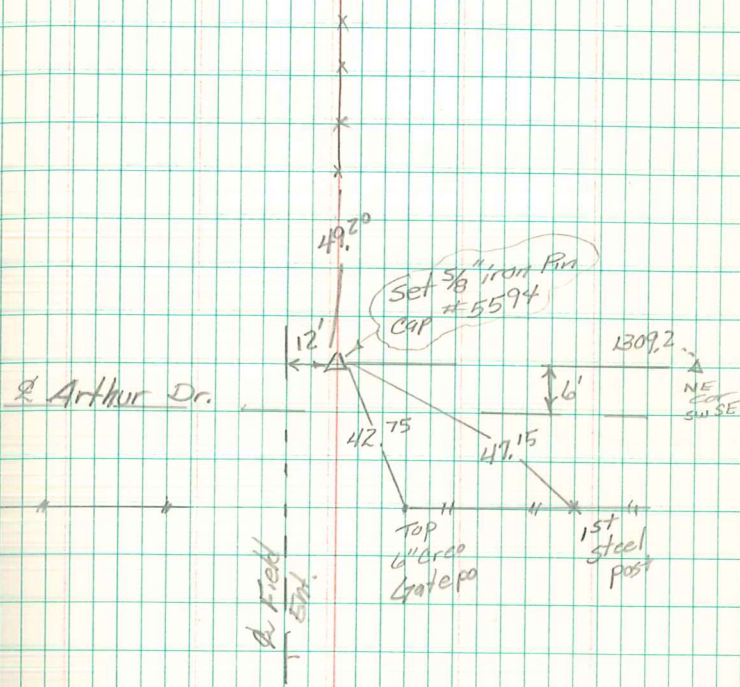 49.20
Set 5/8" iron Pin
Cap #5594
12'
1309.2
6'
NE
Cor
SW SE
℄ Arthur Dr.
42.75
47.15
Top
6" Creo
Gatepo
1st
Steel
post
℄ Field
Ent.